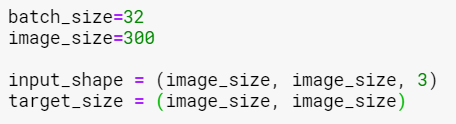 batch_size=32
image_size=300
input_shape = (image_size, image_size, 3)
target_size = (image_size, image_size)